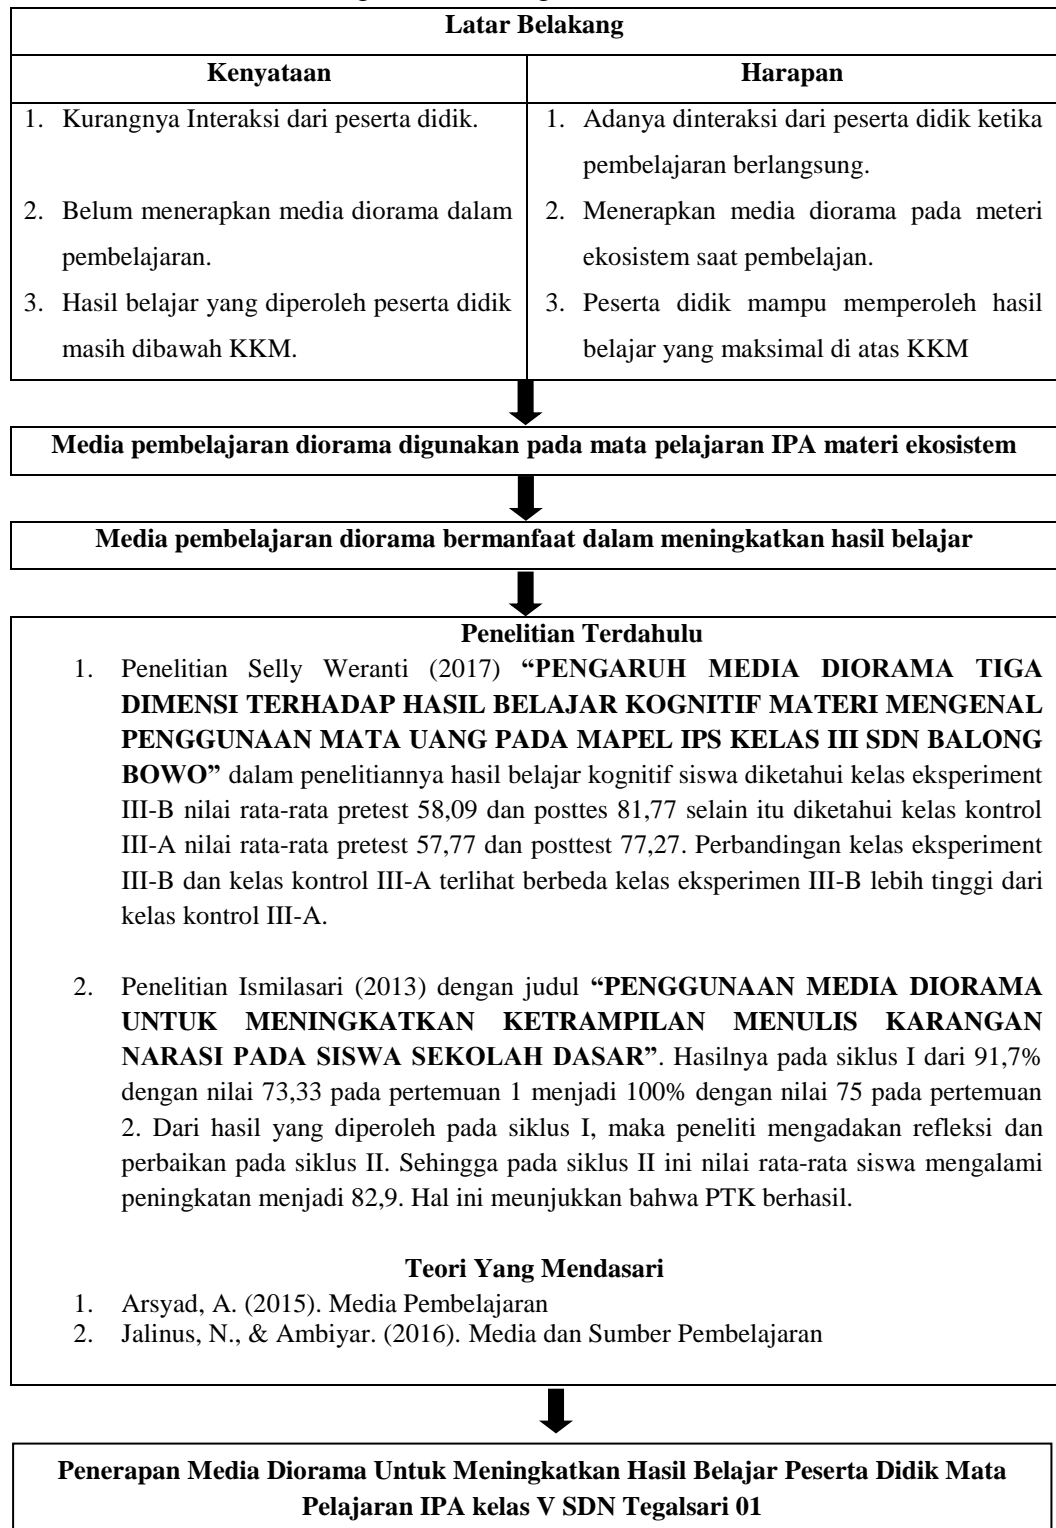 Latar Belakang
Kenyataan
Harapan
1. Kurangnya Interaksi dari peserta didik.
2. Belum menerapkan media diorama dalam
pembelajaran.
3. Hasil belajar yang diperoleh peserta didik
masih dibawah KKM.
1. Adanya dinteraksi dari peserta didik ketika
pembelajaran berlangsung.
2. Menerapkan media diorama pada meteri
ekosistem saat pembelajan.
3. Peserta didik mampu memperoleh hasil
belajar yang maksimal di atas KKM
Media pembelajaran diorama digunakan pada mata pelajaran IPA materi ekosistem
Media pembelajaran diorama bermanfaat dalam meningkatkan hasil belajar
Penelitian Terdahulu
1. Penelitian Selly Weranti (2017) “PENGARUH MEDIA DIORAMA TIGA
DIMENSI TERHADAP HASIL BELAJAR KOGNITIF MATERI MENGENAL
PENGGUNAAN MATA UANG PADA MAPEL IPS KELAS III SDN BALONG
BOWO” dalam penelitiannya hasil belajar kognitif siswa diketahui kelas eksperiment
III-B nilai rata-rata pretest 58,09 dan posttes 81,77 selain itu diketahui kelas kontrol
III-A nilai rata-rata pretest 57,77 dan posttest 77,27. Perbandingan kelas eksperiment
III-B dan kelas kontrol III-A terlihat berbeda kelas eksperimen III-B lebih tinggi dari
kelas kontrol III-A.
2. Penelitian Ismilasari (2013) dengan judul “PENGGUNAAN MEDIA DIORAMA
UNTUK MENINGKATKAN KETRAMPILAN MENULIS KARANGAN
NARASI PADA SISWA SEKOLAH DASAR”. Hasilnya pada siklus I dari 91,7%
dengan nilai 73,33 pada pertemuan 1 menjadi 100% dengan nilai 75 pada pertemuan
2. Dari hasil yang diperoleh pada siklus I, maka peneliti mengadakan refleksi dan
perbaikan pada siklus II. Sehingga pada siklus II ini nilai rata-rata siswa mengalami
peningkatan menjadi 82,9. Hal ini meunjukkan bahwa PTK berhasil.
Teori Yang Mendasari
1. Arsyad, A. (2015). Media Pembelajaran
2. Jalinus, N., & Ambiyar. (2016). Media dan Sumber Pembelajaran
Penerapan Media Diorama Untuk Meningkatkan Hasil Belajar Peserta Didik Mata
Pelajaran IPA kelas V SDN Tegalsari 01